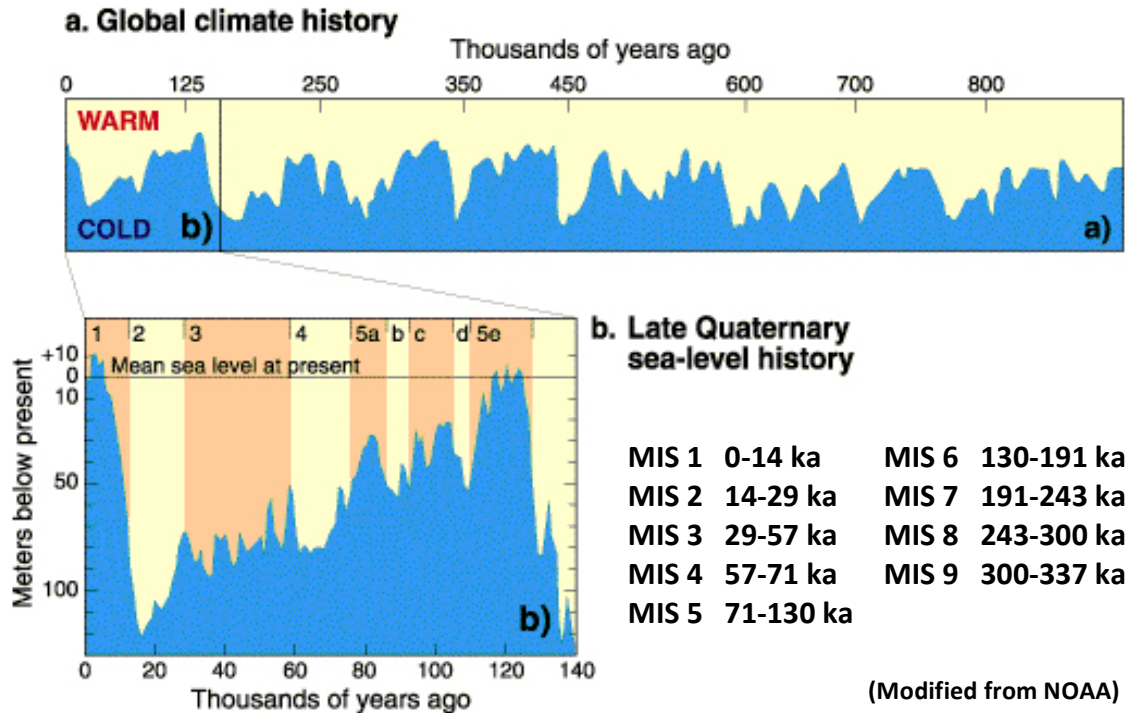 a. Global climate history
Thousands of years ago
0 125 250 350 450 600 700 800
WARM
COLD
b)
a)
1 2 3 4 5a b c d 5e
b. Late Quaternary
sea-level history
+10
Mean sea level at present
0
10
50
100
Meters below present
b)
0 20 40 60 80 100 120 140
Thousands of years ago
MIS 1 0-14 ka
MIS 2 14-29 ka
MIS 3 29-57 ka
MIS 4 57-71 ka
MIS 5 71-130 ka
MIS 6 130-191 ka
MIS 7 191-243 ka
MIS 8 243-300 ka
MIS 9 300-337 ka
(Modified from NOAA)